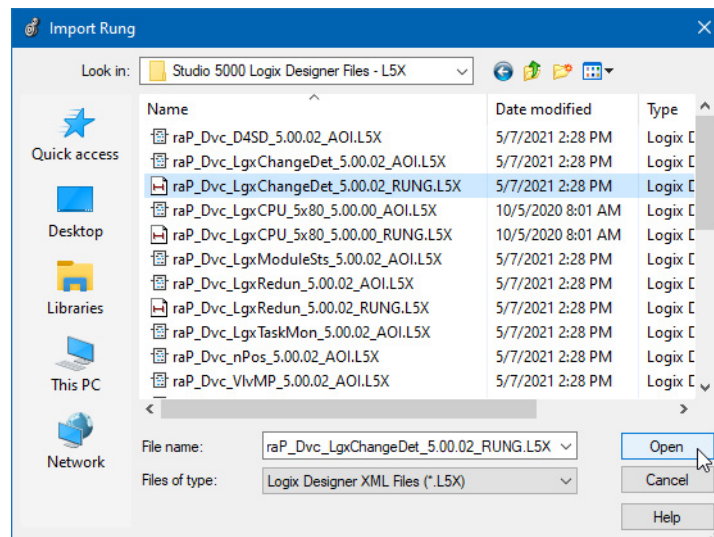 Import Rung
Look in: Studio 5000 Logix Designer Files - L5X
Name Date modified Type
raP_Dvc_D4SD_5.00.02_AOI.L5X 5/7/2021 2:28 PM Logix D
raP_Dvc_LgxChangeDet_5.00.02_AOI.L5X 5/7/2021 2:28 PM Logix D
raP_Dvc_LgxChangeDet_5.00.02_RUNG.L5X 5/7/2021 2:28 PM Logix D
raP_Dvc_LgxCPU_5x80_5.00.00_AOI.L5X 10/5/2020 8:01 AM Logix D
raP_Dvc_LgxCPU_5x80_5.00.00_RUNG.L5X 10/5/2020 8:01 AM Logix D
raP_Dvc_LgxModuleSts_5.00.02_AOI.L5X 5/7/2021 2:28 PM Logix D
raP_Dvc_LgxRedun_5.00.02_AOI.L5X 5/7/2021 2:28 PM Logix D
raP_Dvc_LgxRedun_5.00.02_RUNG.L5X 5/7/2021 2:28 PM Logix D
raP_Dvc_LgxTaskMon_5.00.02_AOI.L5X 5/7/2021 2:28 PM Logix D
raP_Dvc_nPos_5.00.02_AOI.L5X 5/7/2021 2:28 PM Logix D
raP_Dvc_VlvMP_5.00.02_AOI.L5X 5/7/2021 2:28 PM Logix D
Quick access
Desktop
Libraries
This PC
Network
File name: raP_Dvc_LgxChangeDet_5.00.02_RUNG.L5X Open
Files of type: Logix Designer XML Files (*.L5X) Cancel
Help